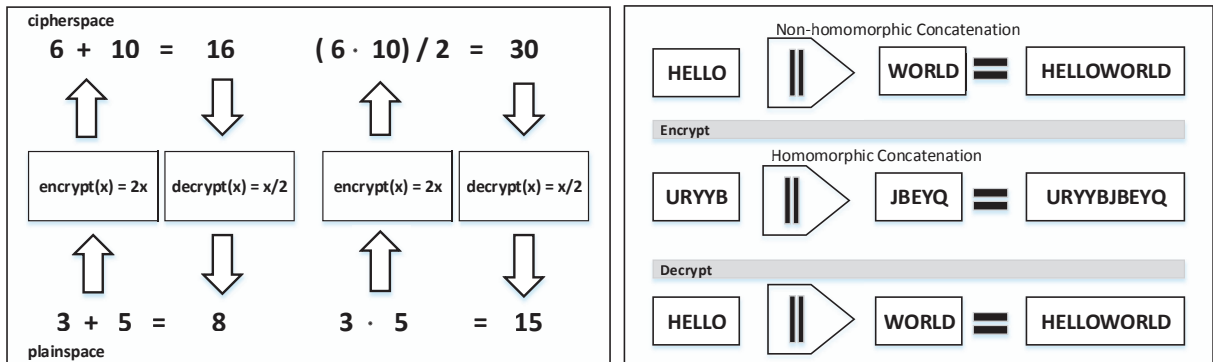 cipherspace
6 + 10 = 16 ( 6 · 10 ) / 2 = 30
encrypt(x) = 2x decrypt(x) = x/2 encrypt(x) = 2x decrypt(x) = x/2
3 + 5 = 8 3 · 5 = 15
plainspace
Non-homomorphic Concatenation
HELLO || WORLD = HELLOWORLD
Encrypt
Homomorphic Concatenation
URYYB || JBEYQ = URYYBJBEYQ
Decrypt
HELLO || WORLD = HELLOWORLD